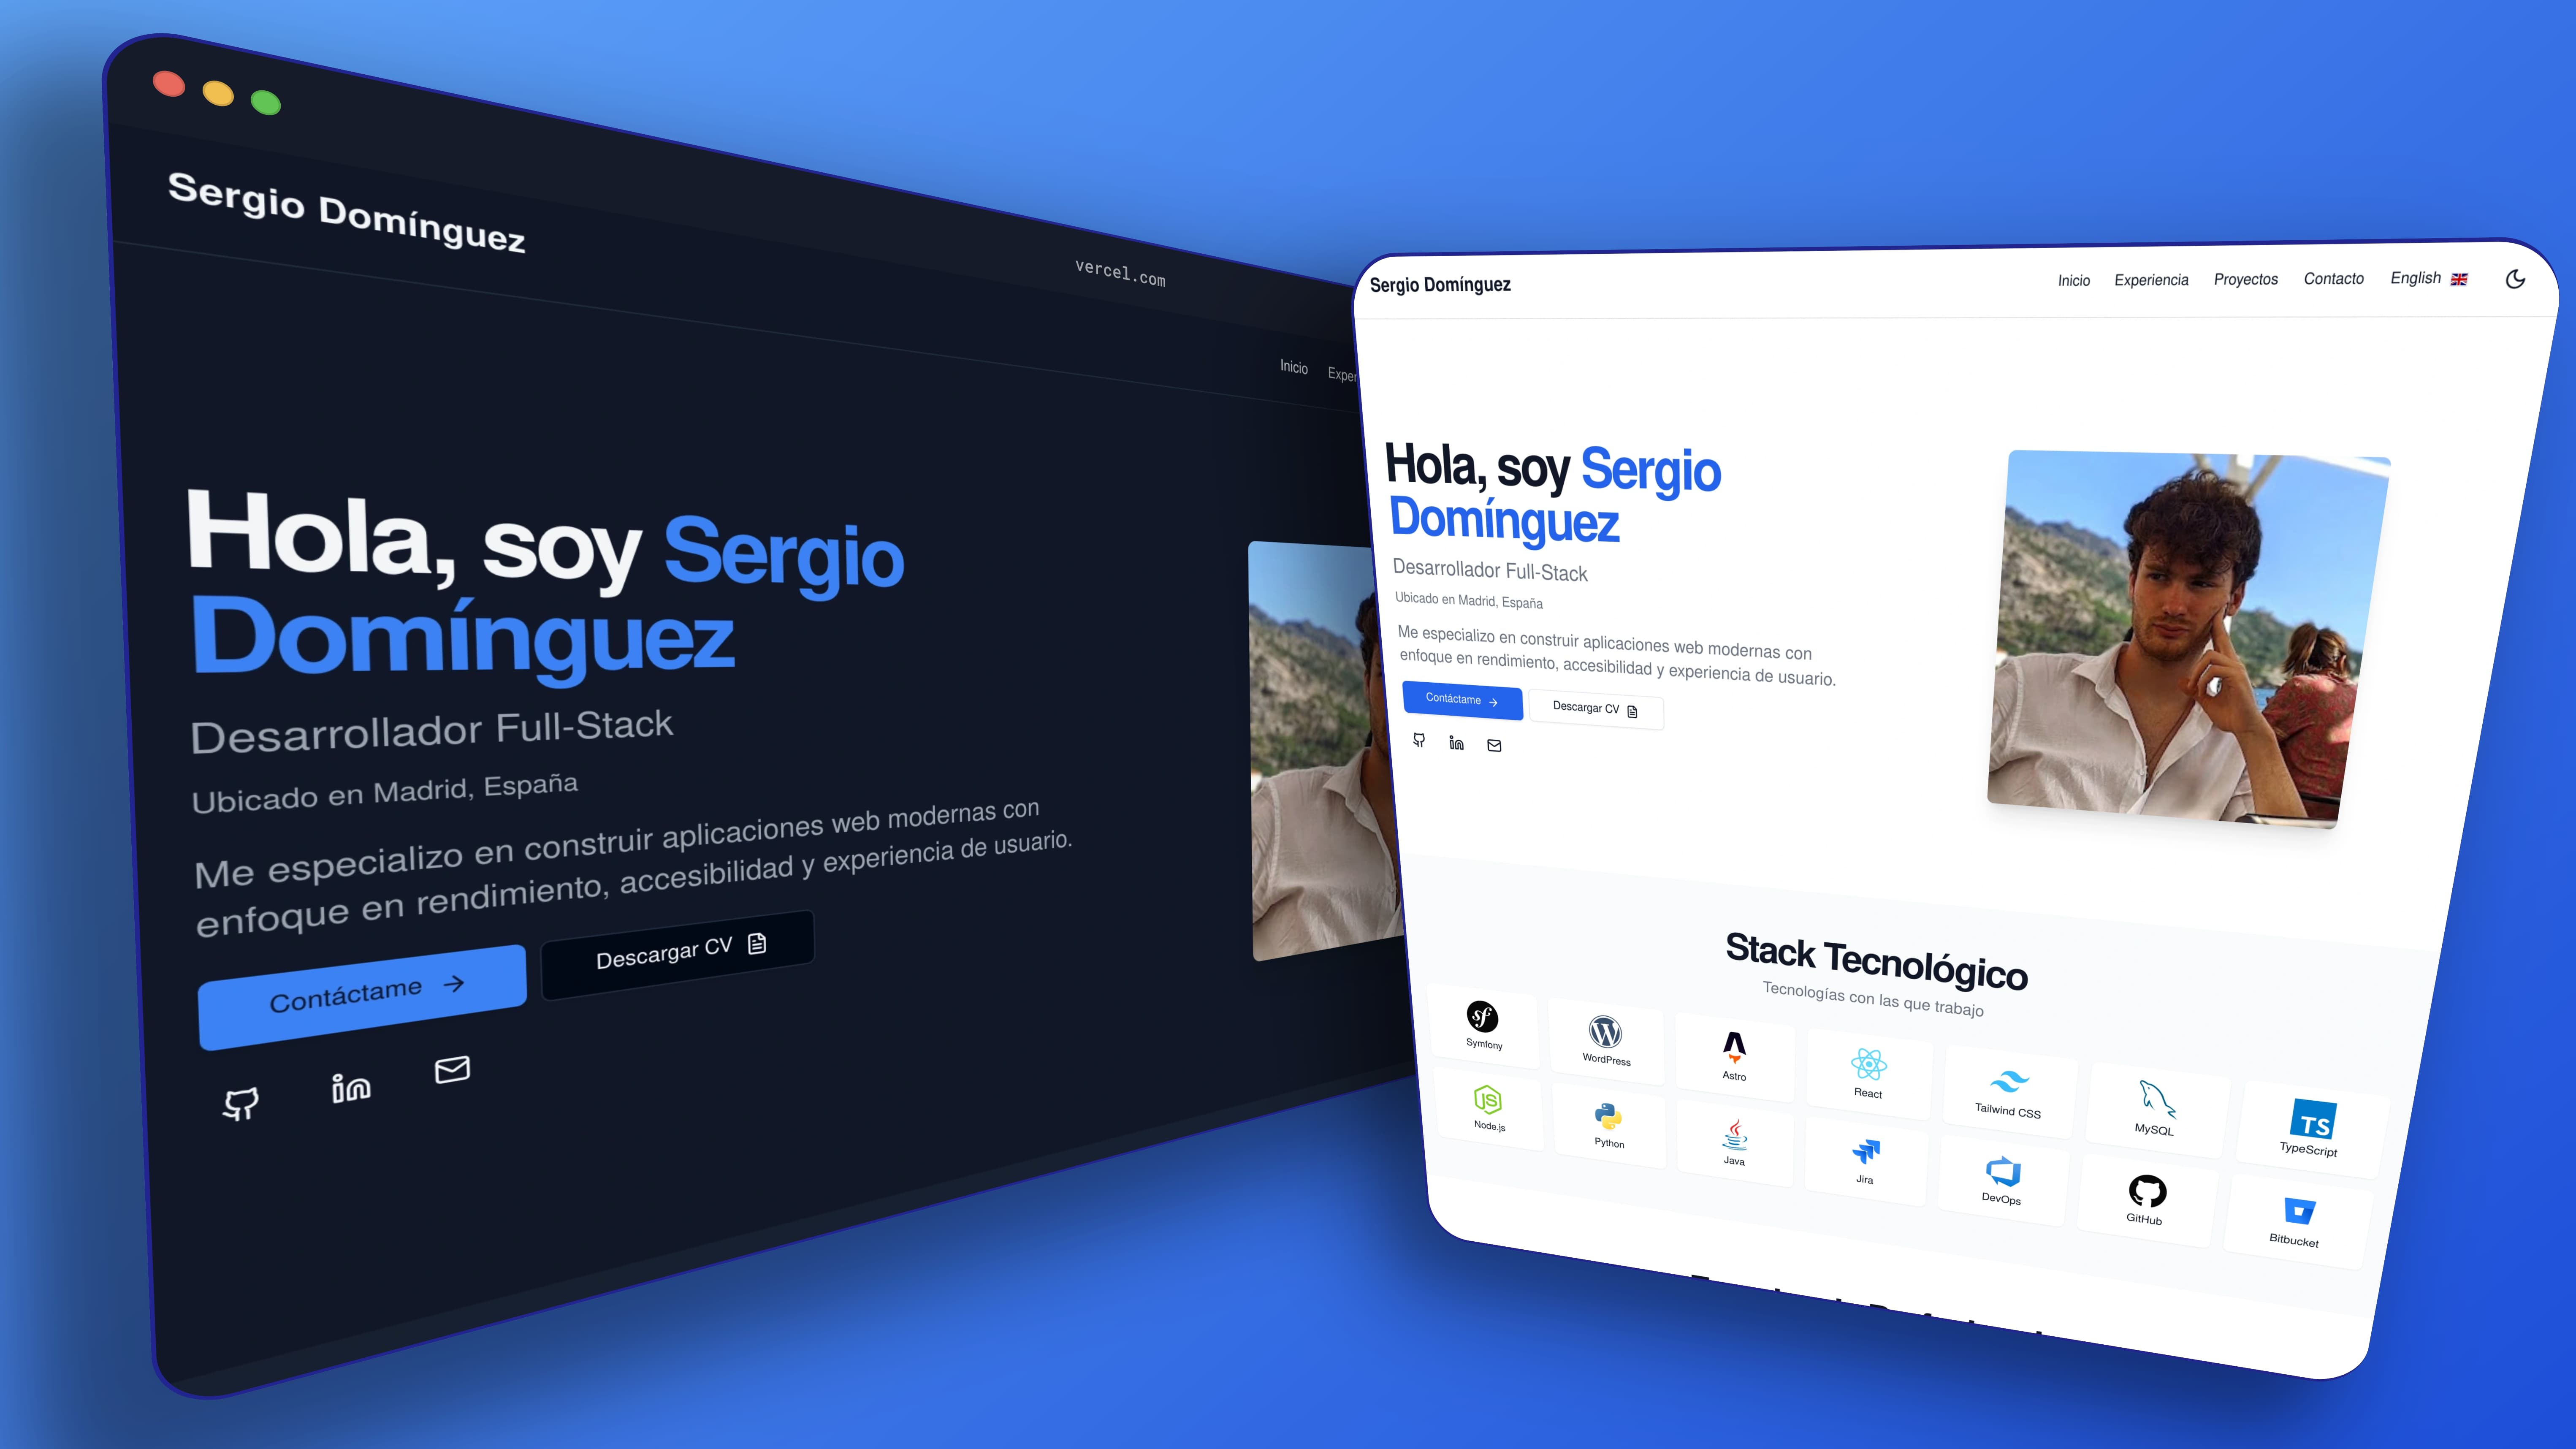 Sergio Domínguez
vercel.com
Inicio
Hola, soy Sergio
Domínguez
Desarrollador Full-Stack
Ubicado en Madrid, España
Me especializo en construir aplicaciones web modernas con
enfoque en rendimiento, accesibilidad y experiencia de usuario.
Contáctame
Descargar CV
Sergio Domínguez
Inicio Experiencia Proyectos Contacto English
Hola, soy Sergio
Domínguez
Desarrollador Full-Stack
Ubicado en Madrid, España
Me especializo en construir aplicaciones web modernas con
enfoque en rendimiento, accesibilidad y experiencia de usuario.
Contáctame
Descargar CV
Stack Tecnológico
Tecnologías con las que trabajo
Symfony WordPress Astro React Tailwind CSS MySQL TypeScript
Node.js Python Java Jira DevOps GitHub Bitbucket